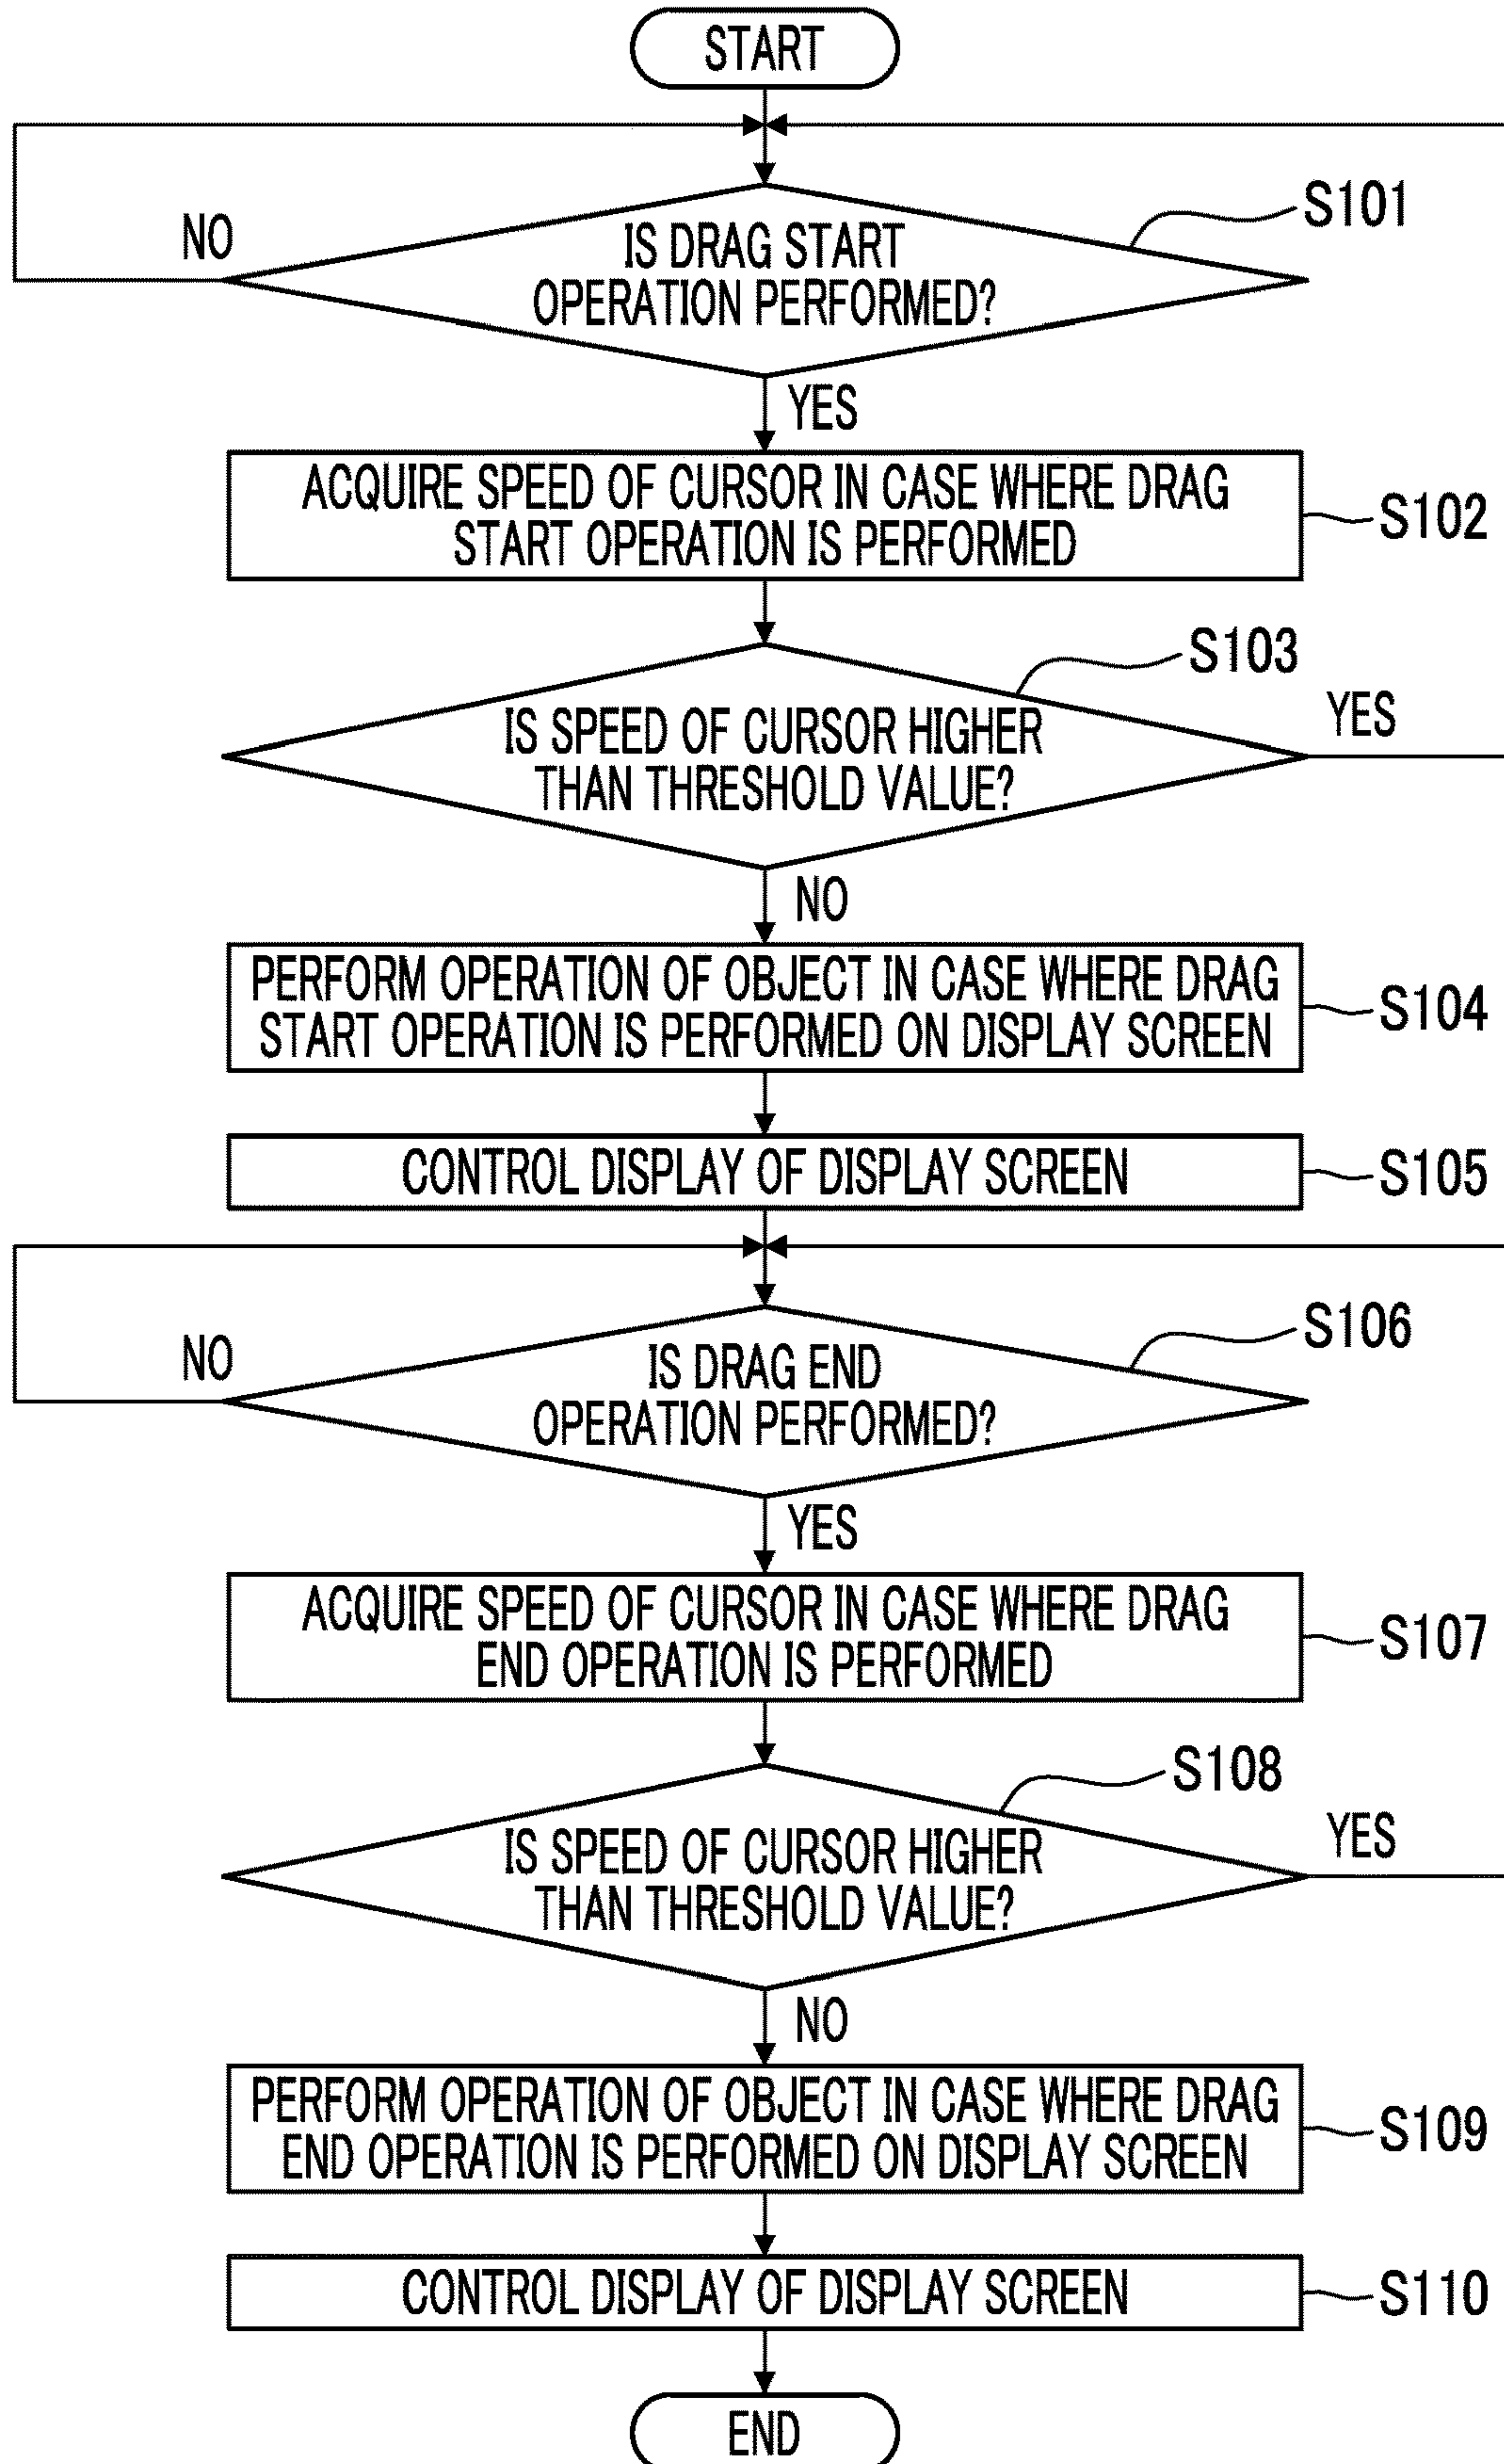 START
S101
NO
IS DRAG START
OPERATION PERFORMED?
YES
ACQUIRE SPEED OF CURSOR IN CASE WHERE DRAG
START OPERATION IS PERFORMED
S102
S103
YES
IS SPEED OF CURSOR HIGHER
THAN THRESHOLD VALUE?
NO
PERFORM OPERATION OF OBJECT IN CASE WHERE DRAG
START OPERATION IS PERFORMED ON DISPLAY SCREEN
S104
CONTROL DISPLAY OF DISPLAY SCREEN
S105
S106
NO
IS DRAG END
OPERATION PERFORMED?
YES
ACQUIRE SPEED OF CURSOR IN CASE WHERE DRAG
END OPERATION IS PERFORMED
S107
S108
YES
IS SPEED OF CURSOR HIGHER
THAN THRESHOLD VALUE?
NO
PERFORM OPERATION OF OBJECT IN CASE WHERE DRAG
END OPERATION IS PERFORMED ON DISPLAY SCREEN
S109
CONTROL DISPLAY OF DISPLAY SCREEN
S110
END